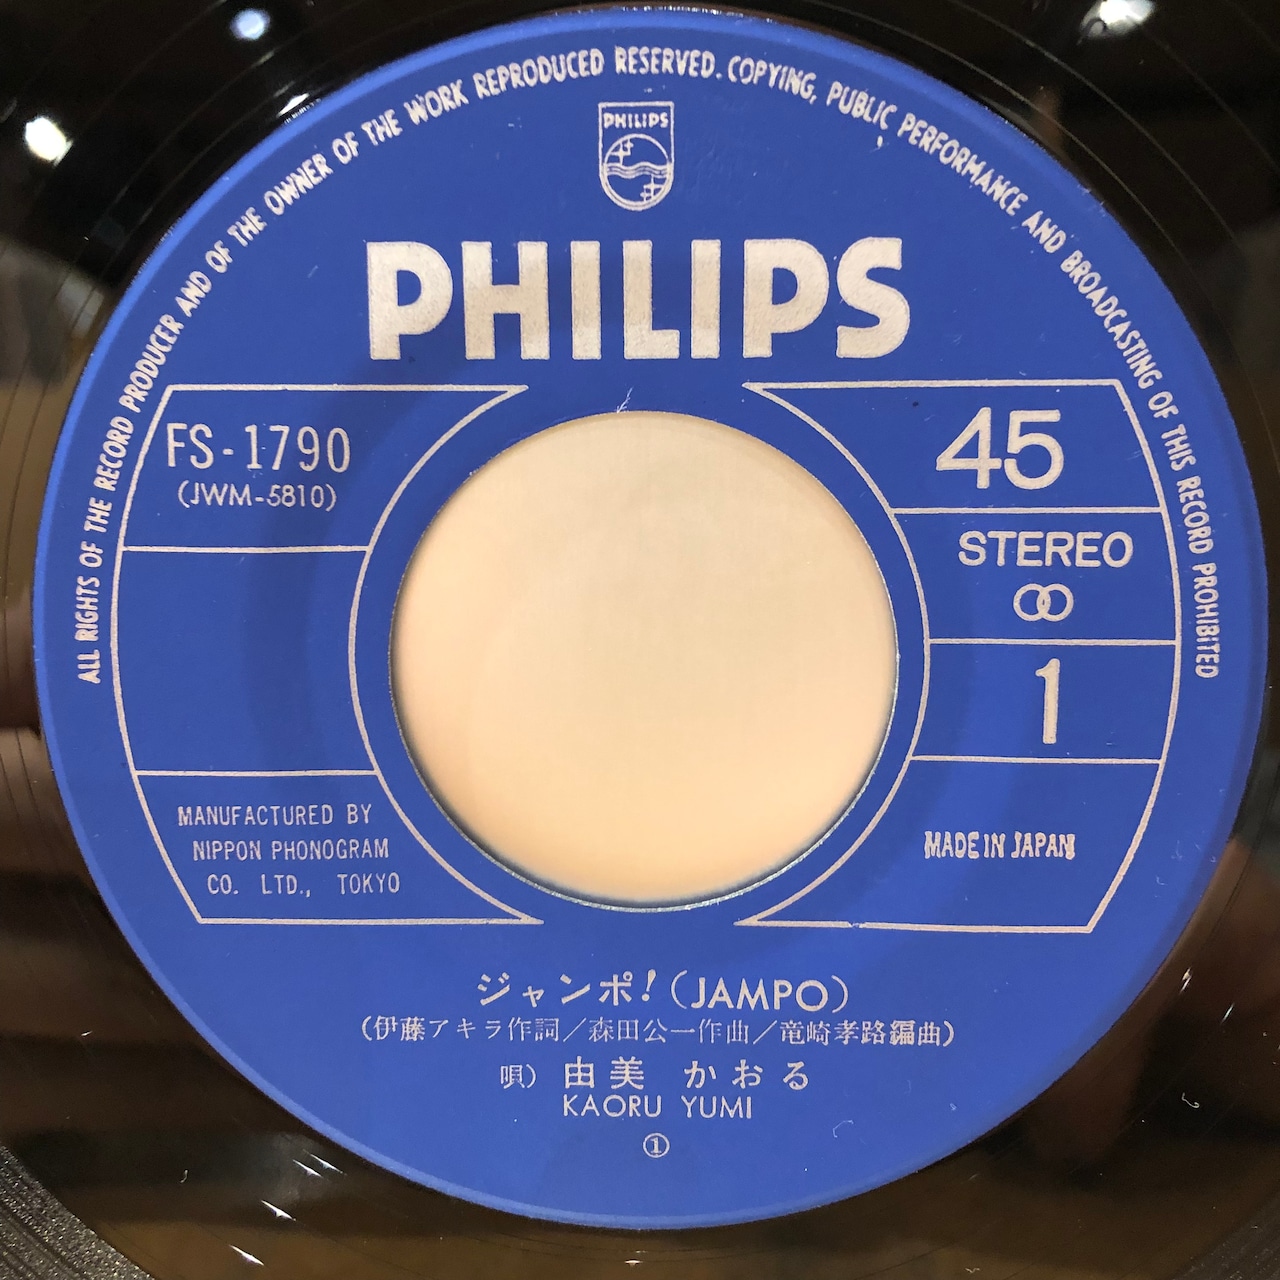 ALL RIGHTS OF THE RECORD PRODUCER AND OF THE OWNER OF THE WORK REPRODUCED RESERVED. COPYING, PUBLIC PERFORMANCE AND BROADCASTING OF THIS RECORD PROHIBITED
PHILIPS
PHILIPS
FS-1790
(JWM-5810)
45
STEREO
1
MANUFACTURED BY
NIPPON PHONOGRAM
CO. LTD., TOKYO
MADE IN JAPAN
ジャンポ!(JAMPO)
(伊藤アキラ作詞/森田公一作曲/竜崎孝路編曲)
唄) 由美 かおる
KAORU YUMI
①